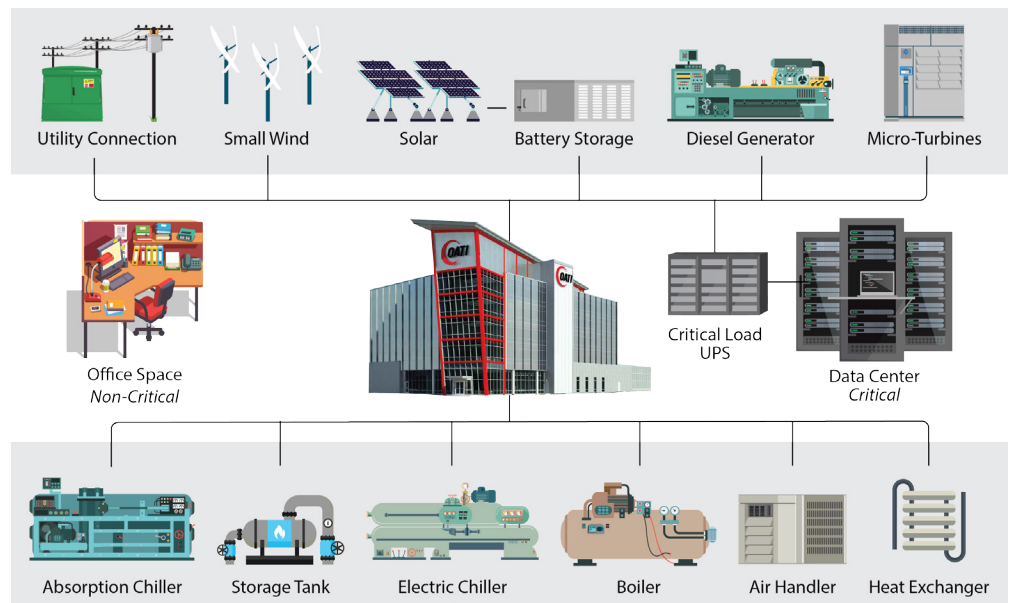 Utility Connection
Small Wind
Solar
Battery Storage
Diesel Generator
Micro-Turbines
OATI
OATI
Critical Load
UPS
Office Space
Non-Critical
Data Center
Critical
Absorption Chiller
Storage Tank
Electric Chiller
Boiler
Air Handler
Heat Exchanger